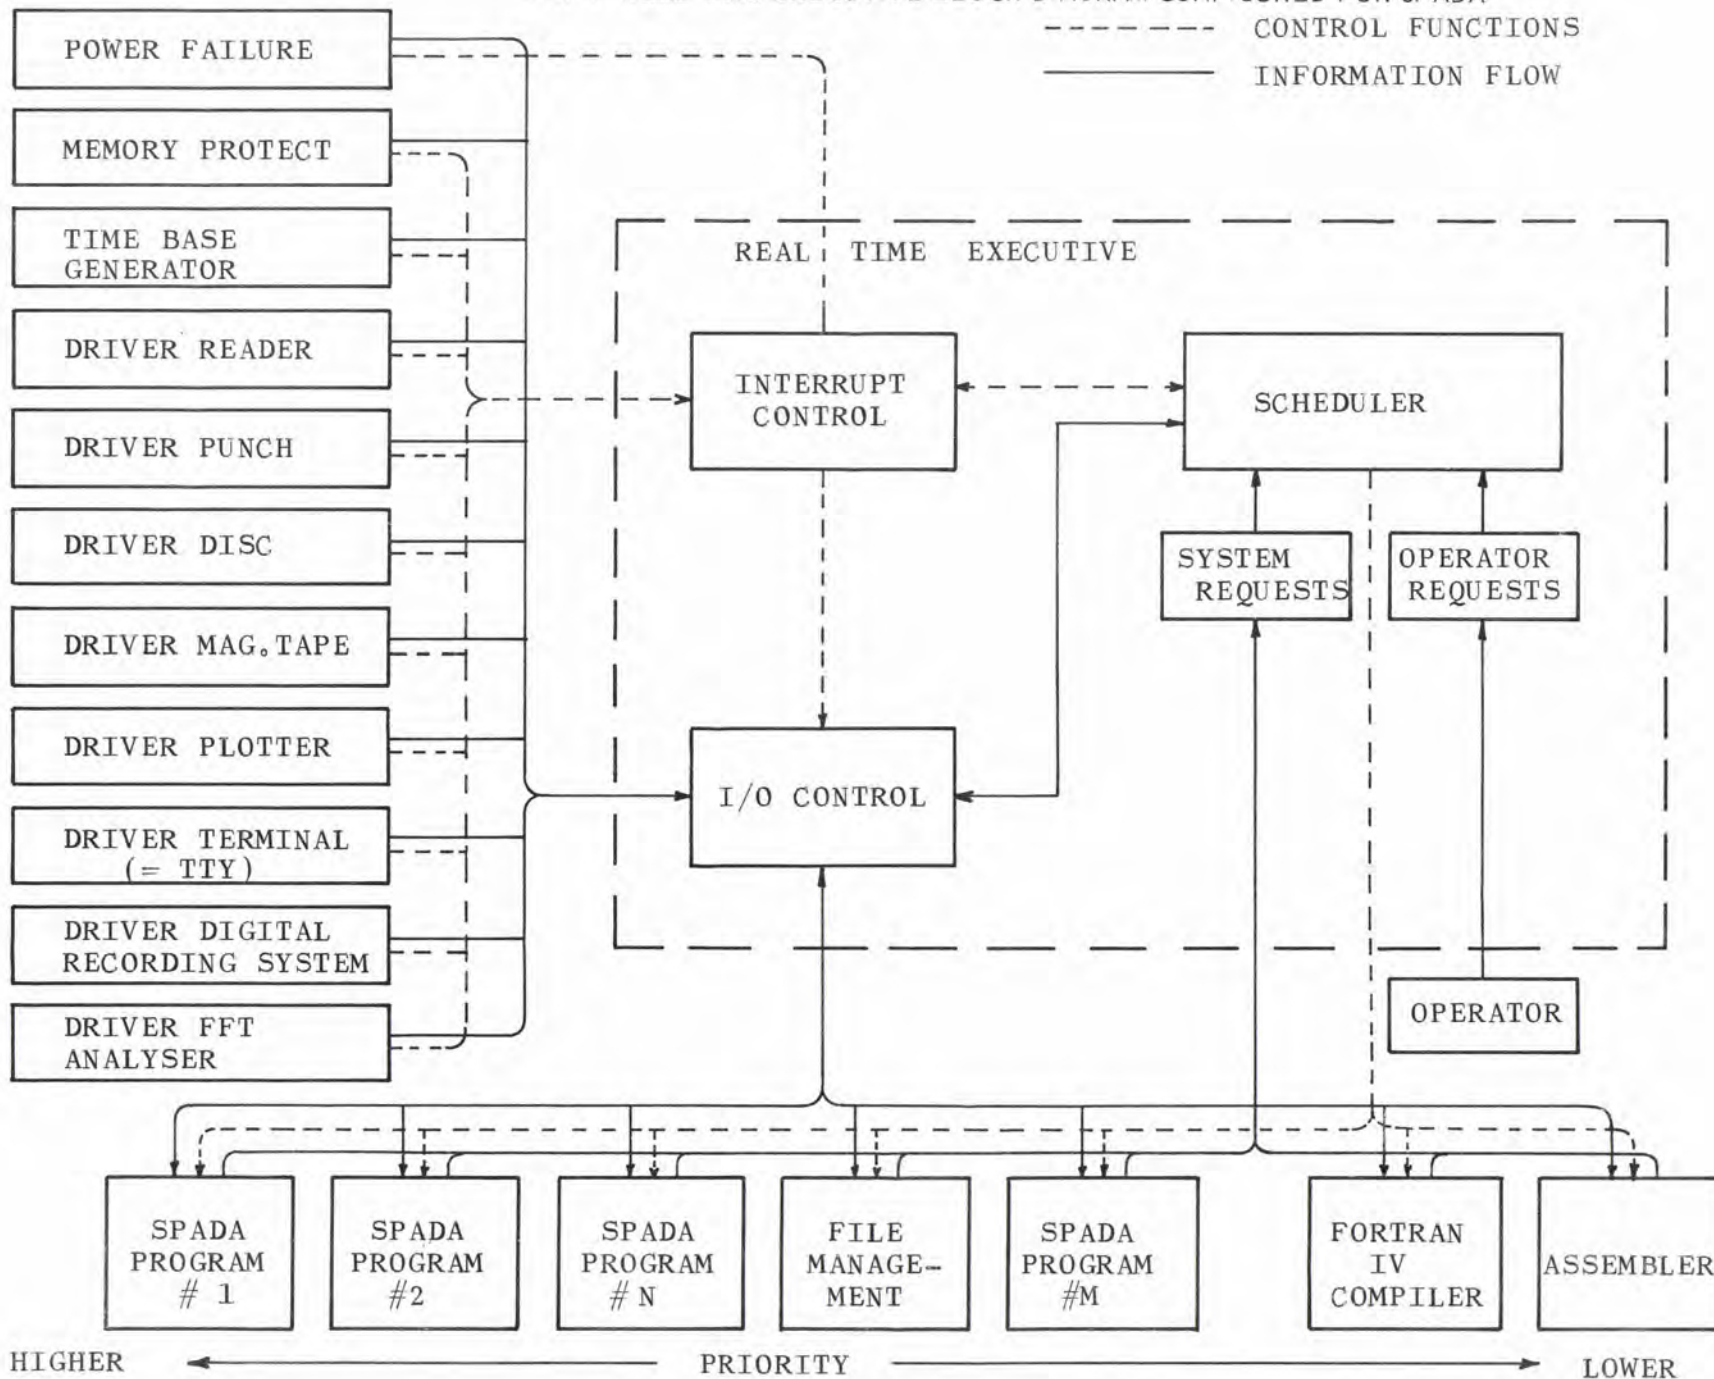 CONTROL FUNCTIONS
INFORMATION FLOW
POWER FAILURE
MEMORY PROTECT
TIME BASE
GENERATOR
DRIVER READER
DRIVER PUNCH
DRIVER DISC
DRIVER MAG.TAPE
DRIVER PLOTTER
DRIVER TERMINAL
(= TTY)
DRIVER DIGITAL
RECORDING SYSTEM
DRIVER FFT
ANALYSER
REAL TIME EXECUTIVE
INTERRUPT
CONTROL
SCHEDULER
SYSTEM
REQUESTS
OPERATOR
REQUESTS
I/O CONTROL
OPERATOR
SPADA
PROGRAM
# 1
SPADA
PROGRAM
#2
SPADA
PROGRAM
# N
FILE
MANAGE-
MENT
SPADA
PROGRAM
#M
FORTRAN
IV
COMPILER
ASSEMBLER
HIGHER
PRIORITY
LOWER